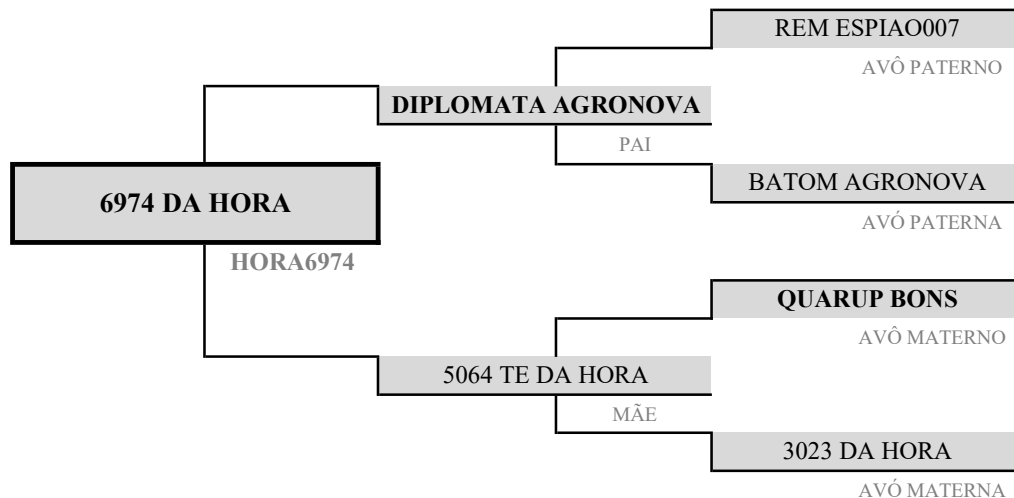 REM ESPIAO007
AVÔ PATERNO
DIPLOMATA AGRONOVA
PAI
BATOM AGRONOVA
6974 DA HORA
AVÓ PATERNA
HORA6974
QUARUP BONS
AVÔ MATERNO
5064 TE DA HORA
MÃE
3023 DA HORA
AVÓ MATERNA